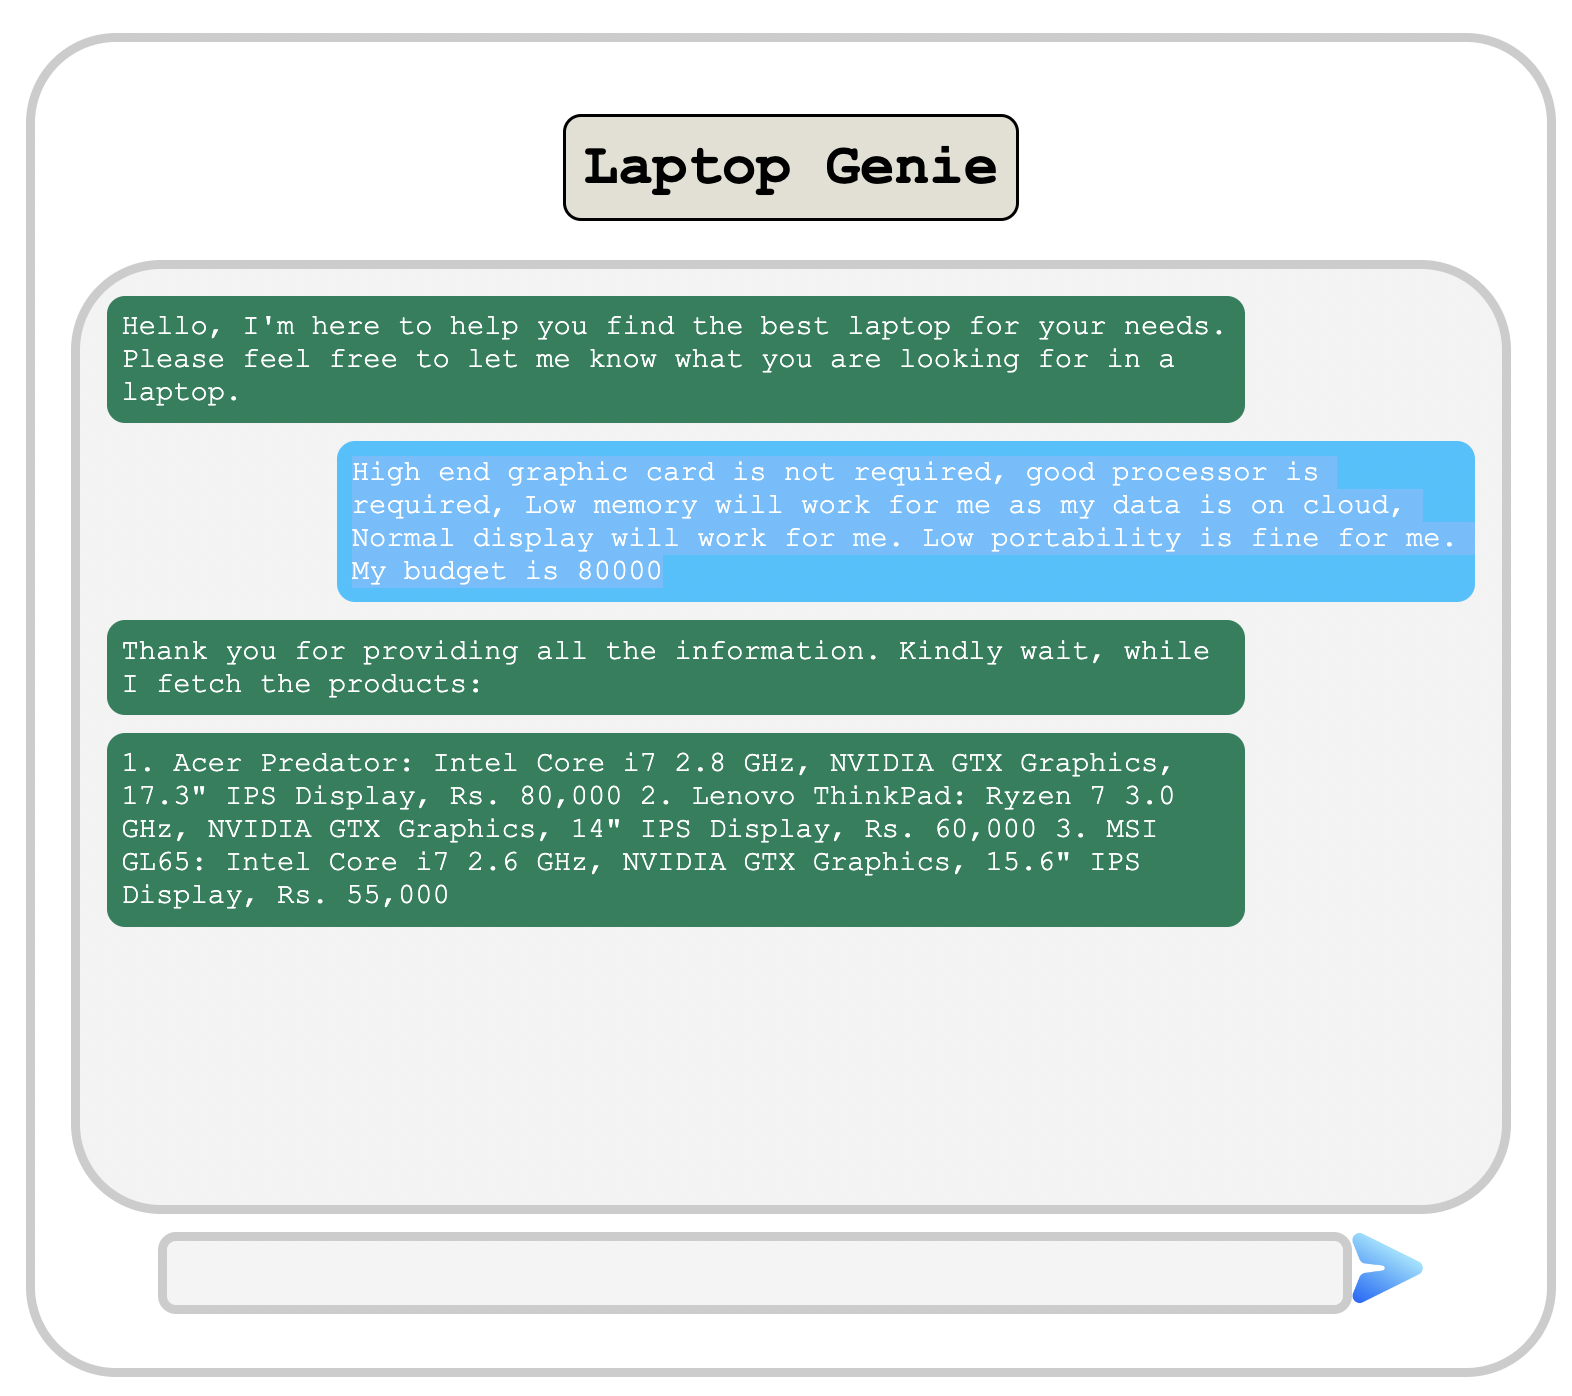 Laptop Genie
Hello, I'm here to help you find the best laptop for your needs.
Please feel free to let me know what you are looking for in a
laptop.
High end graphic card is not required, good processor is
required, Low memory will work for me as my data is on cloud,
Normal display will work for me. Low portability is fine for me.
My budget is 80000
Thank you for providing all the information. Kindly wait, while
I fetch the products:
1. Acer Predator: Intel Core i7 2.8 GHz, NVIDIA GTX Graphics,
17.3" IPS Display, Rs. 80,000 2. Lenovo ThinkPad: Ryzen 7 3.0
GHz, NVIDIA GTX Graphics, 14" IPS Display, Rs. 60,000 3. MSI
GL65: Intel Core i7 2.6 GHz, NVIDIA GTX Graphics, 15.6" IPS
Display, Rs. 55,000